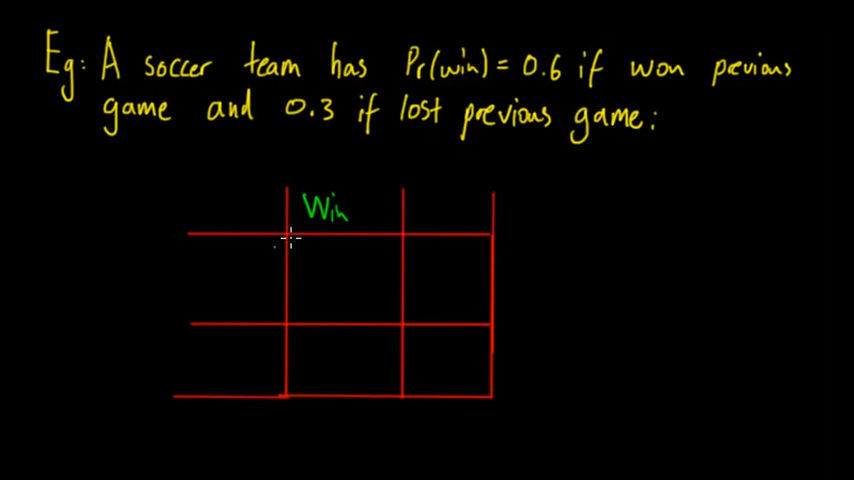 Eg: A soccer team has Pr(win) = 0.6 if won previous
game and 0.3 if lost previous game:
Win